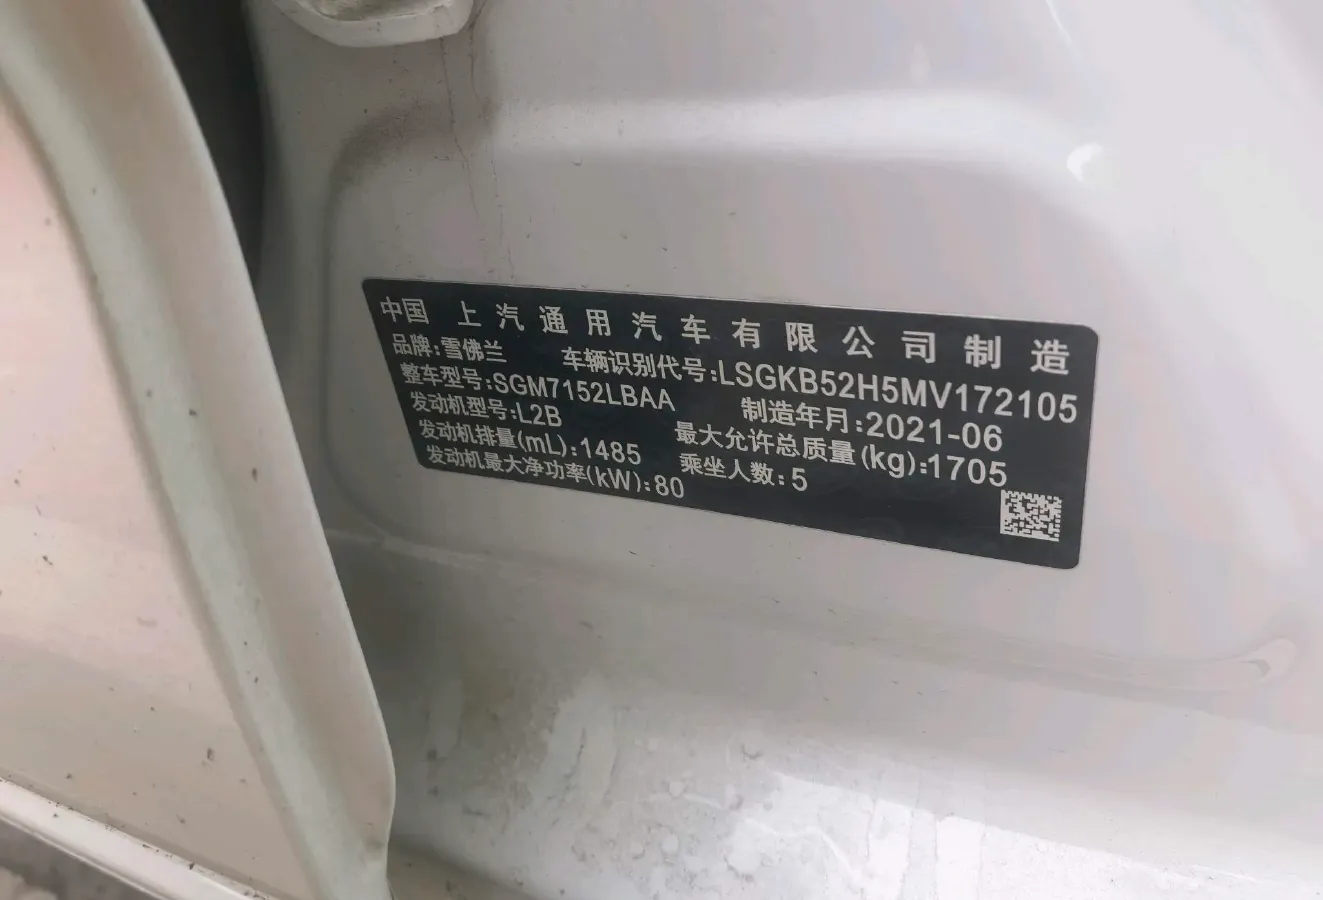 中国 上汽通用汽车有限公司制造
品牌:雪佛兰 车辆识别代号:LSGKB52H5MV172105
整车型号:SGM7152LBAA 制造年月:2021-06
发动机型号:L2B 最大允许总质量(kg):1705
发动机排量(mL):1485 乘坐人数:5
发动机最大净功率(kW):80